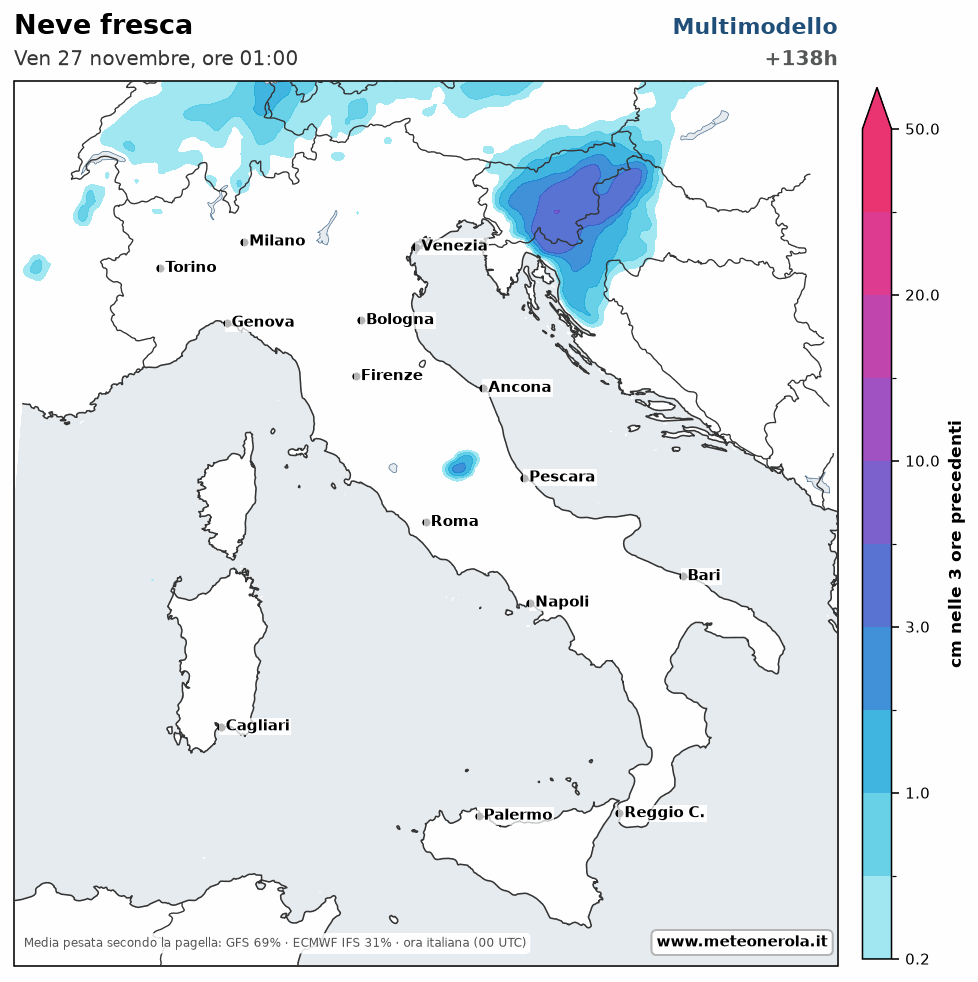 Neve fresca
Multimodello
Ven 27 novembre, ore 01:00
+138h
50.0
20.0
10.0
3.0
1.0
0.2
cm nelle 3 ore precedenti
Milano
Venezia
Torino
Genova
Bologna
Firenze
Ancona
Pescara
Roma
Bari
Napoli
Cagliari
Palermo
Reggio C.
Media pesata secondo la pagella: GFS 69% · ECMWF IFS 31% · ora italiana (00 UTC)
www.meteonerola.it